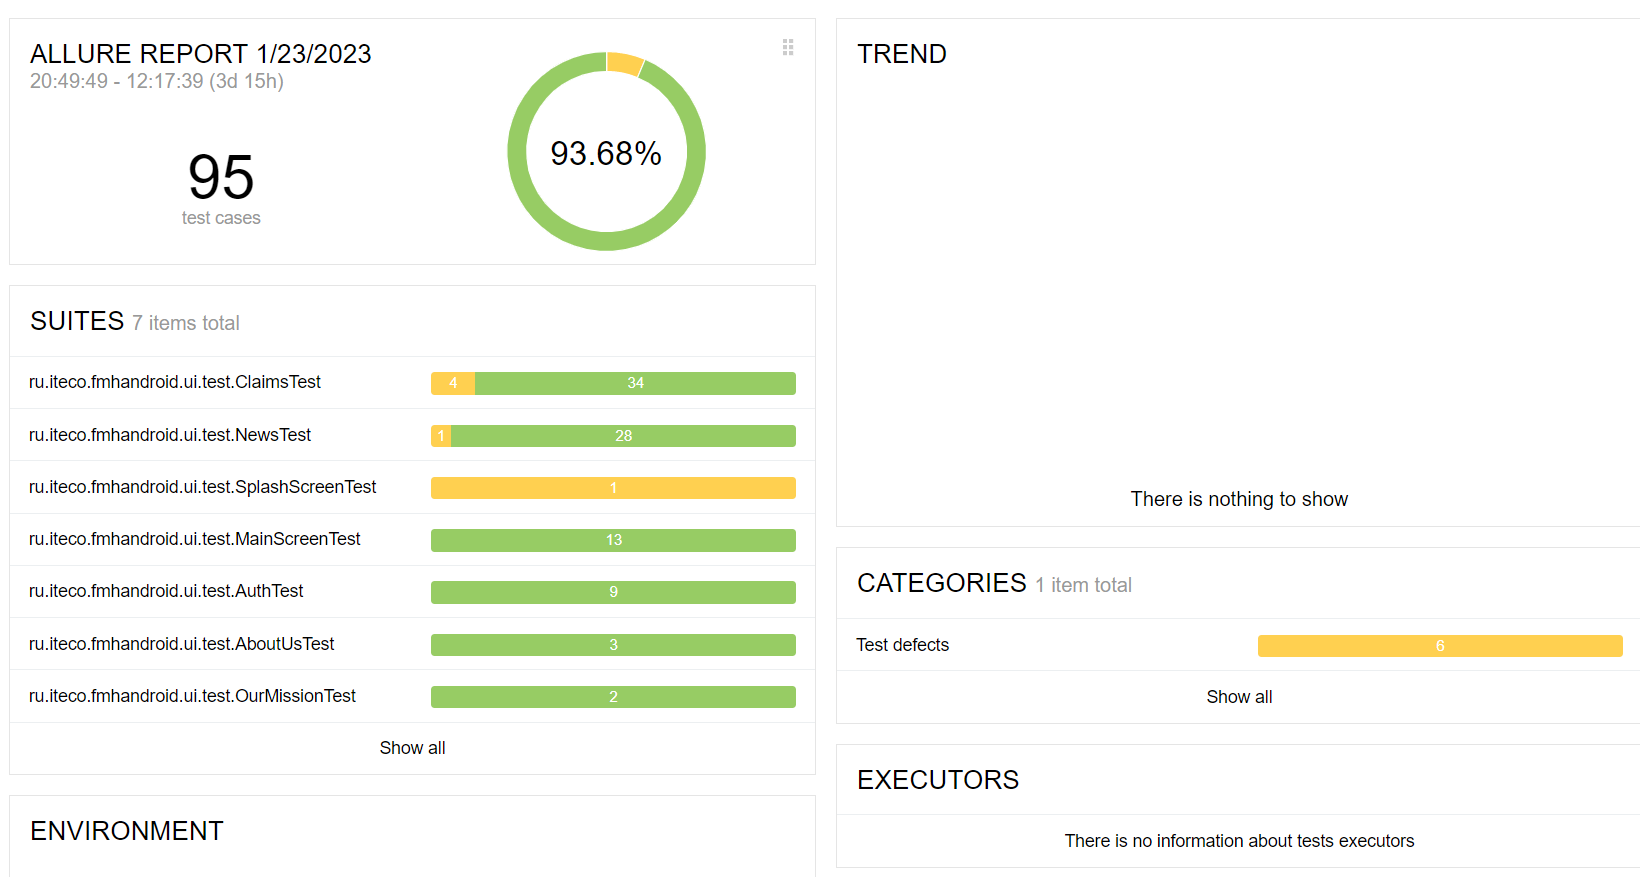 ALLURE REPORT 1/23/2023
20:49:49 - 12:17:39 (3d 15h)
95
test cases
93.68%
SUITES 7 items total
ru.iteco.fmhandroid.ui.test.ClaimsTest 4 34
ru.iteco.fmhandroid.ui.test.NewsTest 1 28
ru.iteco.fmhandroid.ui.test.SplashScreenTest 1
ru.iteco.fmhandroid.ui.test.MainScreenTest 13
ru.iteco.fmhandroid.ui.test.AuthTest 9
ru.iteco.fmhandroid.ui.test.AboutUsTest 3
ru.iteco.fmhandroid.ui.test.OurMissionTest 2
Show all
ENVIRONMENT
TREND
There is nothing to show
CATEGORIES 1 item total
Test defects 6
Show all
EXECUTORS
There is no information about tests executors